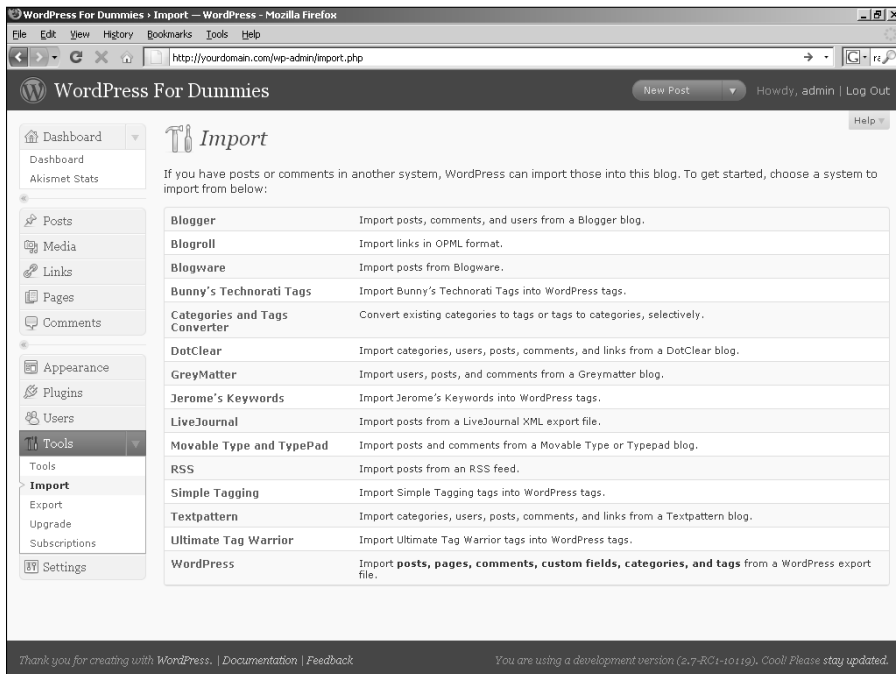 WordPress For Dummies › Import — WordPress - Mozilla Firefox
File Edit View History Bookmarks Tools Help
http://yourdomain.com/wp-admin/import.php
WordPress For Dummies
New Post
Howdy, admin | Log Out
Help
Dashboard
Dashboard
Akismet Stats
Posts
Media
Links
Pages
Comments
Appearance
Plugins
Users
Tools
Tools
Import
Export
Upgrade
Subscriptions
Settings
Import
If you have posts or comments in another system, WordPress can import those into this blog. To get started, choose a system to
import from below:
Blogger Import posts, comments, and users from a Blogger blog.
Blogroll Import links in OPML format.
Blogware Import posts from Blogware.
Bunny's Technorati Tags Import Bunny's Technorati Tags into WordPress tags.
Categories and Tags
Converter
Convert existing categories to tags or tags to categories, selectively.
DotClear Import categories, users, posts, comments, and links from a DotClear blog.
GreyMatter Import users, posts, and comments from a Greymatter blog.
Jerome's Keywords Import Jerome's Keywords into WordPress tags.
LiveJournal Import posts from a LiveJournal XML export file.
Movable Type and TypePad Import posts and comments from a Movable Type or Typepad blog.
RSS Import posts from an RSS feed.
Simple Tagging Import Simple Tagging tags into WordPress tags.
Textpattern Import categories, users, posts, comments, and links from a Textpattern blog.
Ultimate Tag Warrior Import Ultimate Tag Warrior tags into WordPress tags.
WordPress Import posts, pages, comments, custom fields, categories, and tags from a WordPress export
file.
Thank you for creating with WordPress. | Documentation | Feedback
You are using a development version (2.7-RC1-10119). Cool! Please stay updated.